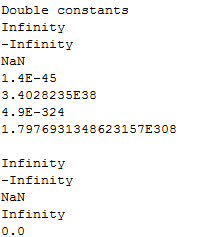 Double constants
Infinity
-Infinity
NaN
1.4E-45
3.4028235E38
4.9E-324
1.7976931348623157E308

Infinity
-Infinity
NaN
Infinity
0.0